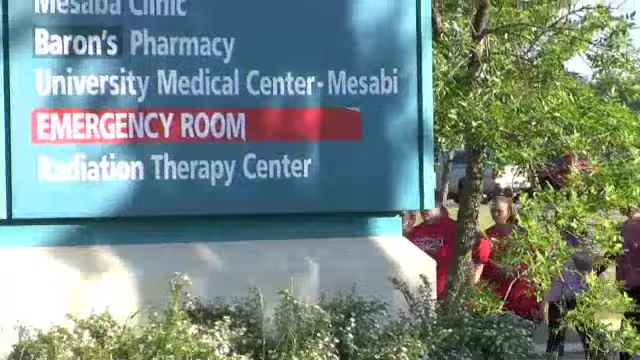 Mesaba Clinic
Baron's Pharmacy
University Medical Center-Mesabi
EMERGENCY ROOM
Radiation Therapy Center